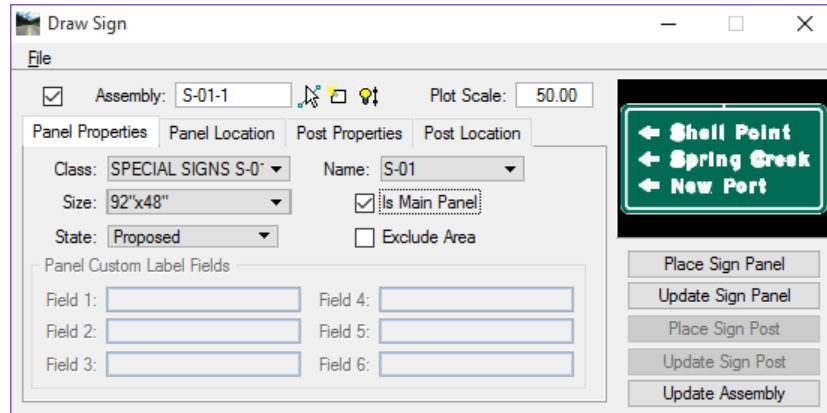 Draw Sign
File
Assembly: S-01-1 Plot Scale: 50.00
Panel Properties Panel Location Post Properties Post Location
Class: SPECIAL SIGNS S-0 Name: S-01
Size: 92"x48" Is Main Panel
State: Proposed Exclude Area
Panel Custom Label Fields
Field 1: Field 4:
Field 2: Field 5:
Field 3: Field 6:
Shell Point
Spring Creek
New Port
Place Sign Panel
Update Sign Panel
Place Sign Post
Update Sign Post
Update Assembly